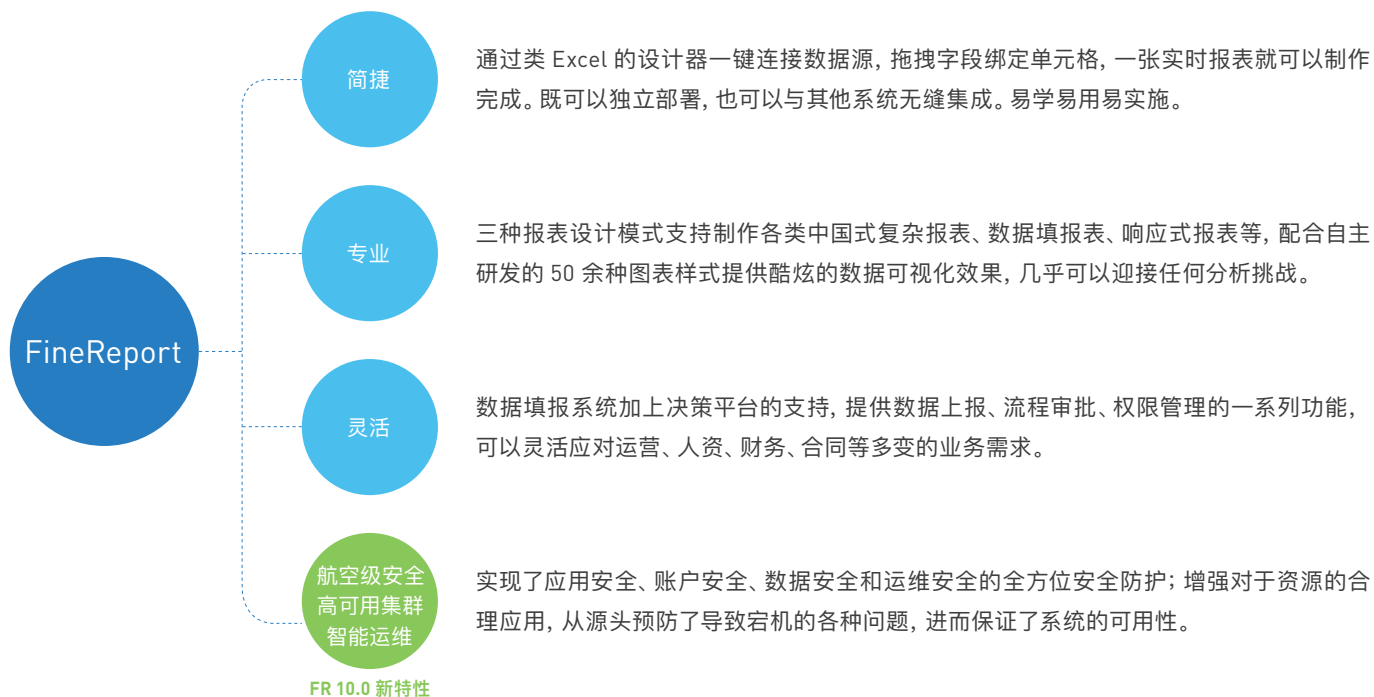 简捷
通过类 Excel 的设计器一键连接数据源, 拖拽字段绑定单元格, 一张实时报表就可以制作
完成。既可以独立部署, 也可以与其他系统无缝集成。易学易用易实施。
专业
三种报表设计模式支持制作各类中国式复杂报表、数据填报表、响应式报表等, 配合自主
研发的 50 余种图表样式提供酷炫的数据可视化效果, 几乎可以迎接任何分析挑战。
FineReport
灵活
数据填报系统加上决策平台的支持, 提供数据上报、流程审批、权限管理的一系列功能,
可以灵活应对运营、人资、财务、合同等多变的业务需求。
航空级安全
高可用集群
智能运维
实现了应用安全、账户安全、数据安全和运维安全的全方位安全防护; 增强对于资源的合
理应用, 从源头预防了导致宕机的各种问题, 进而保证了系统的可用性。
FR 10.0 新特性